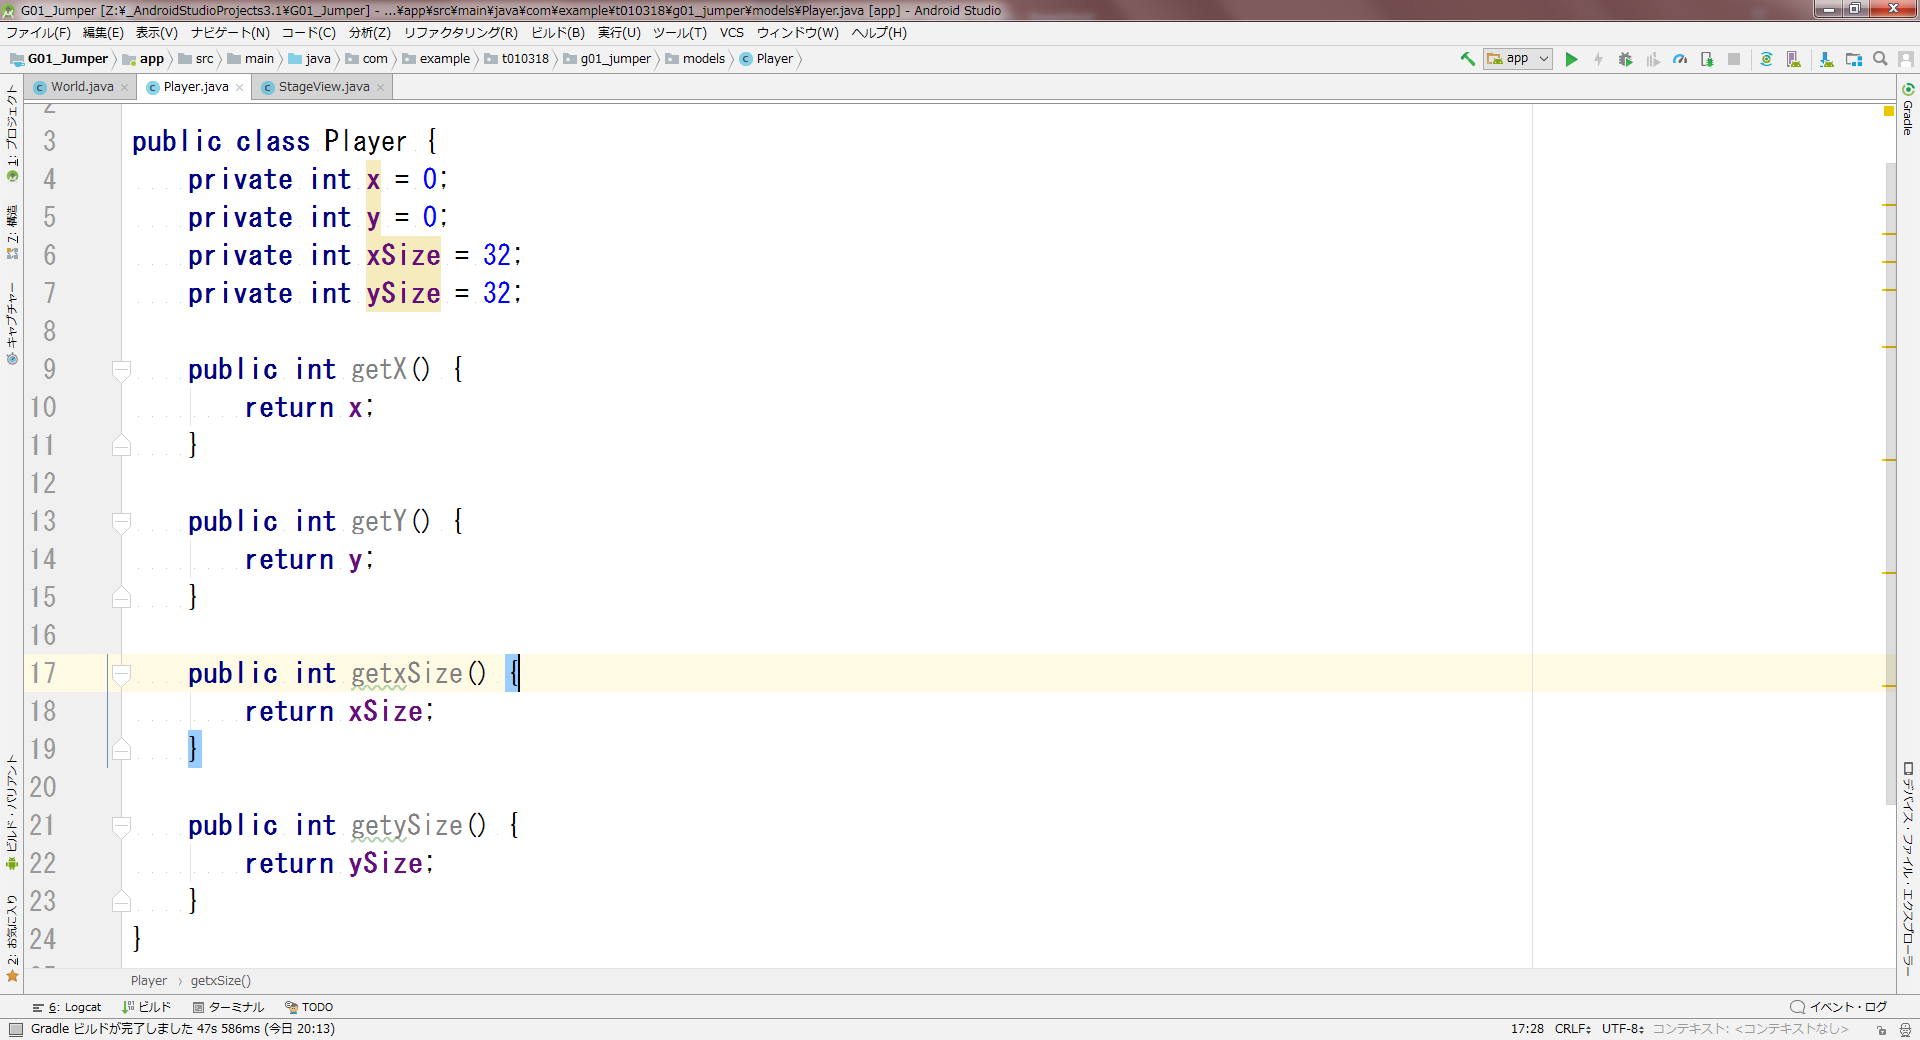 G01_Jumper [Z:¥_AndroidStudioProjects3.1¥G01_Jumper] - ...¥app¥src¥main¥java¥com¥example¥t010318¥g01_jumper¥models¥Player.java [app] - Android Studio
ファイル(F) 編集(E) 表示(V) ナビゲート(N) コード(C) 分析(Z) リファクタリング(R) ビルド(B) 実行(U) ツール(T) VCS ウィンドウ(W) ヘルプ(H)
G01_Jumper app src main java com example t010318 g01_jumper models Player app
World.java Player.java StageView.java
1: プロジェクト
Z: 構造
キャプチャー
ビルド・バリアント
2: お気に入り
2
3 public class Player {
4 private int x = 0;
5 private int y = 0;
6 private int xSize = 32;
7 private int ySize = 32;
8
9 public int getX() {
10 return x;
11 }
12
13 public int getY() {
14 return y;
15 }
16
17 public int getxSize() {
18 return xSize;
19 }
20
21 public int getySize() {
22 return ySize;
23 }
24 }
Gradle
デバイス・ファイル・エクスプローラー
Player › getxSize()
6: Logcat ビルド ターミナル TODO イベント・ログ
Gradle ビルドが完了しました 47s 586ms (今日 20:13) 17:28 CRLF UTF-8 コンテキスト: <コンテキストなし>